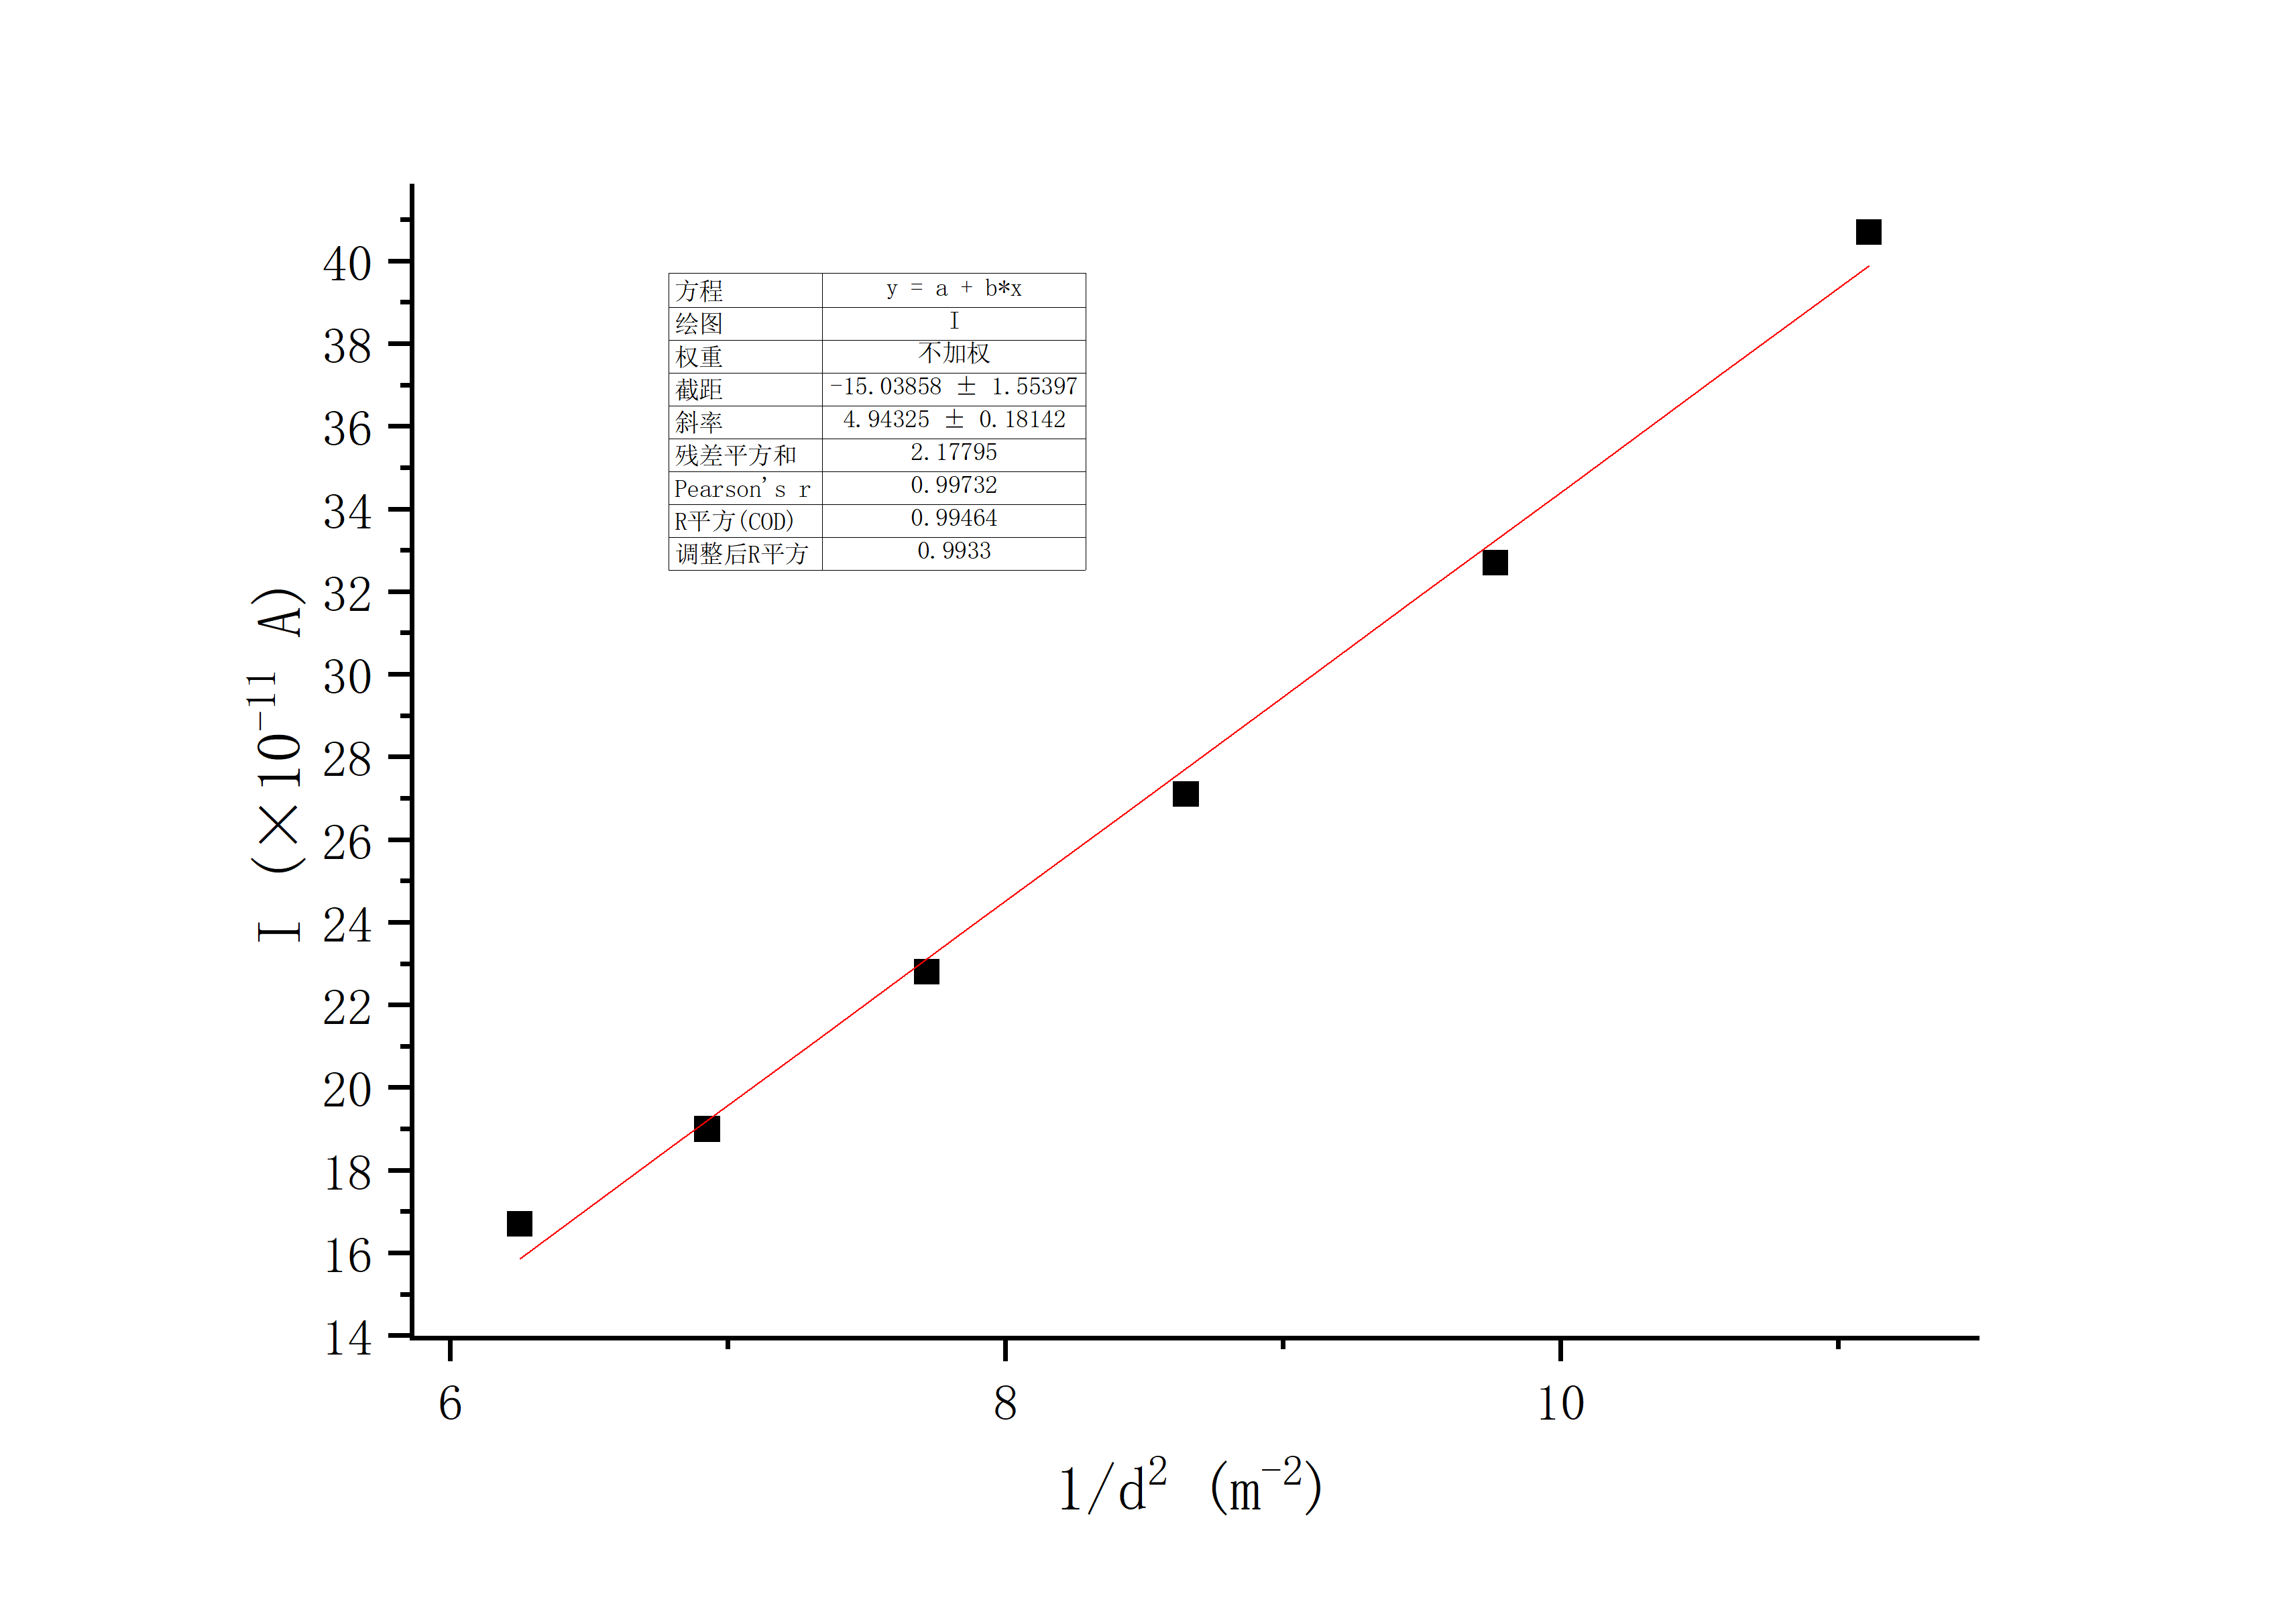 方程 y = a + b*x
绘图 I
权重 不加权
截距 -15.03858 ± 1.55397
斜率 4.94325 ± 0.18142
残差平方和 2.17795
Pearson's r 0.99732
R平方(COD) 0.99464
调整后R平方 0.9933
40
38
36
34
32
30
28
26
24
22
20
18
16
14
I (×10⁻¹¹ A)
6 8 10
1/d² (m⁻²)